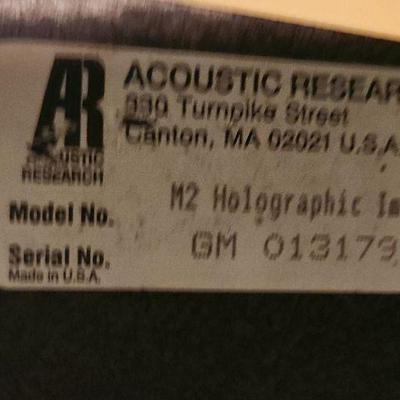 AR
ACOUSTIC
RESEARCH
ACOUSTIC RESEAR
330 Turnpike Street
Canton, MA 02021 U.S.A
Model No. M2 Holographic Im
Serial No. GM 013173
Made in U.S.A.